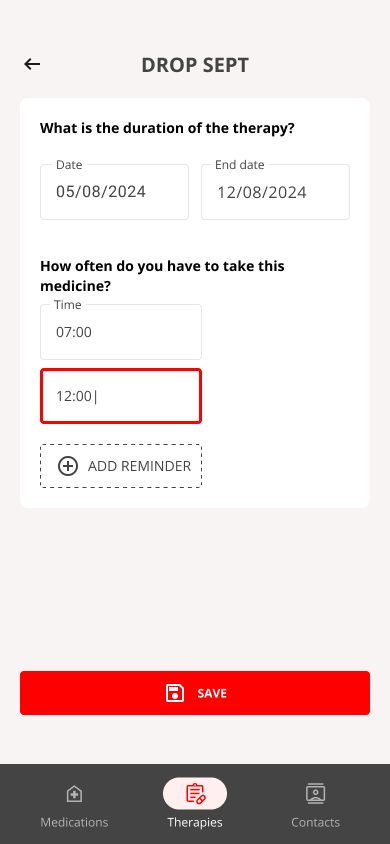 DROP SEPT
What is the duration of the therapy?
Date
End date
05/08/2024
12/08/2024
How often do you have to take this
medicine?
Time
07:00
12:00
ADD REMINDER
SAVE
Medications
Therapies
Contacts